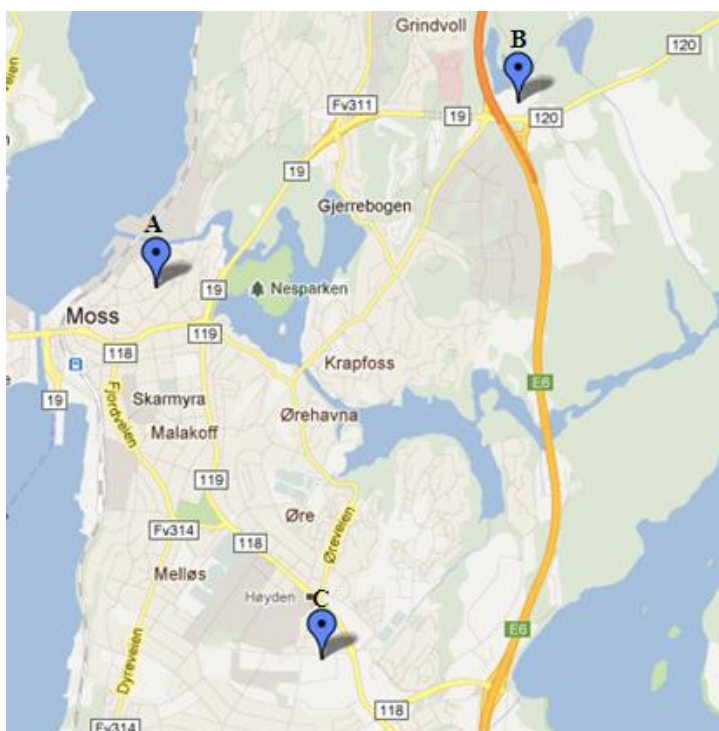 Grindvoll
B
120
Fv311
19
120
19
Gjerrebogen
A
19
Nesparken
Moss
119
118
Krapfoss
E6
19
Fjordveien
Skarmyra
Ørehavna
Malakoff
119
Øre
Øreveien
Fv314
118
Melløs
Høyden
C
E6
Dyreveien
118
Fv314